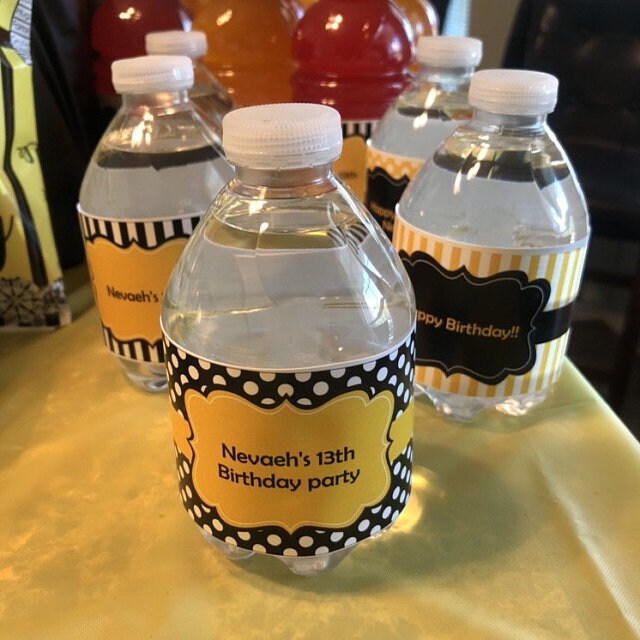 Nevaeh's 13th
Birthday party
Nevaeh's
ppy Birthday!!